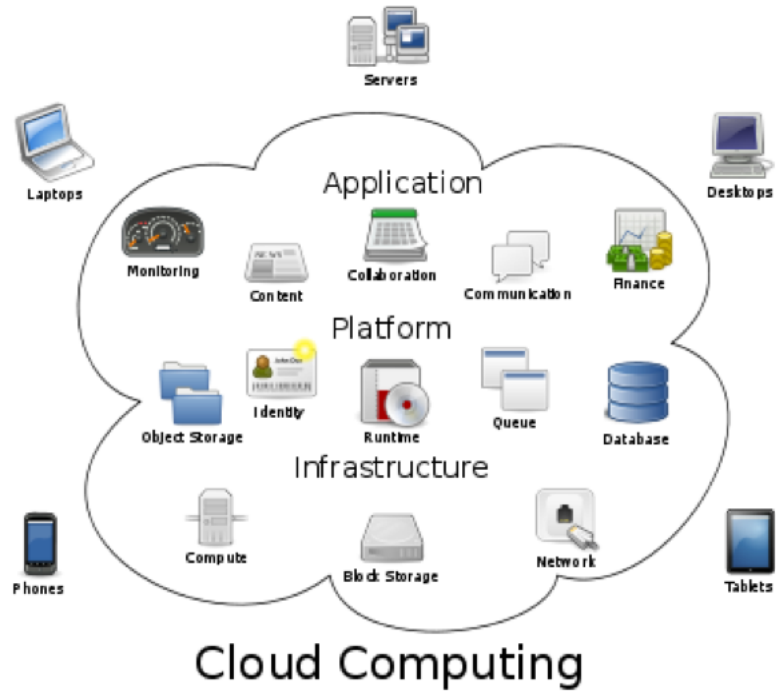 Servers
Laptops
Desktops
Application
Monitoring
Content
Collaboration
Communication
Finance
Platform
Object Storage
Identity
Runtime
Queue
Database
Infrastructure
Compute
Block Storage
Network
Phones
Tablets
Cloud Computing